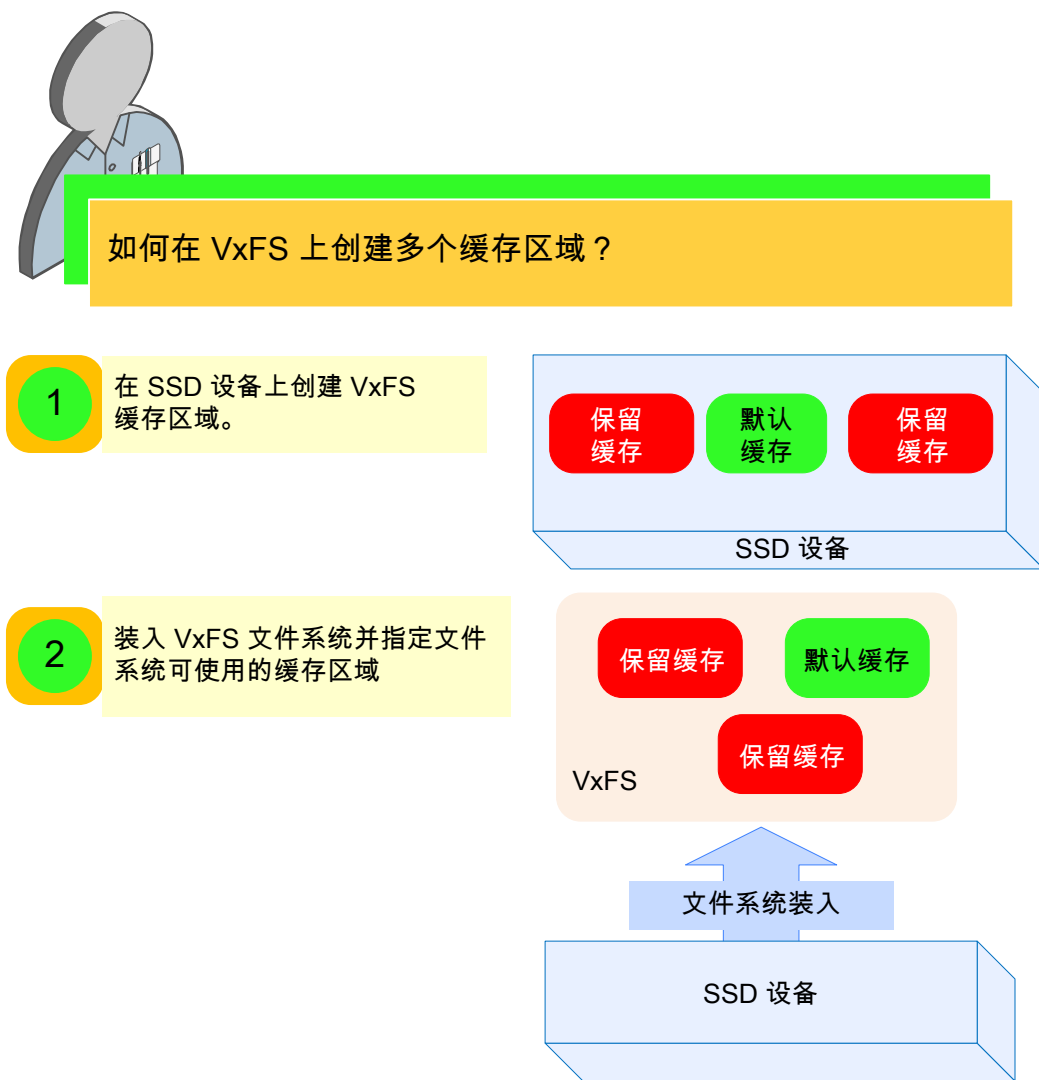 如何在 VxFS 上创建多个缓存区域？
1
在 SSD 设备上创建 VxFS
缓存区域。
保留
缓存
默认
缓存
保留
缓存
SSD 设备
2
装入 VxFS 文件系统并指定文件
系统可使用的缓存区域
保留缓存
默认缓存
保留缓存
VxFS
文件系统装入
SSD 设备